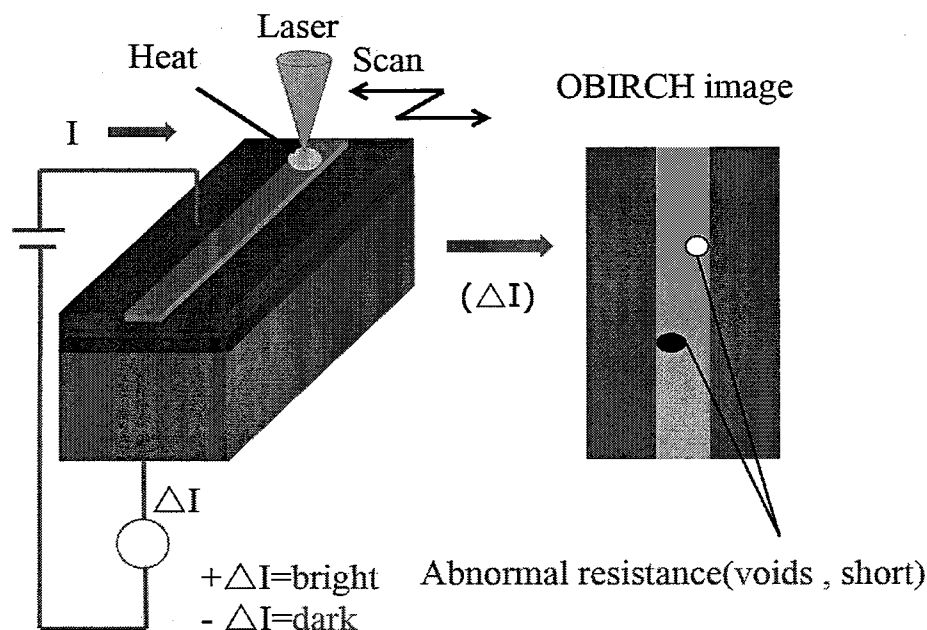 Laser
Heat
Scan
OBIRCH image
I
(△I)
△I
+△I=bright
- △I=dark
Abnormal resistance(voids , short)